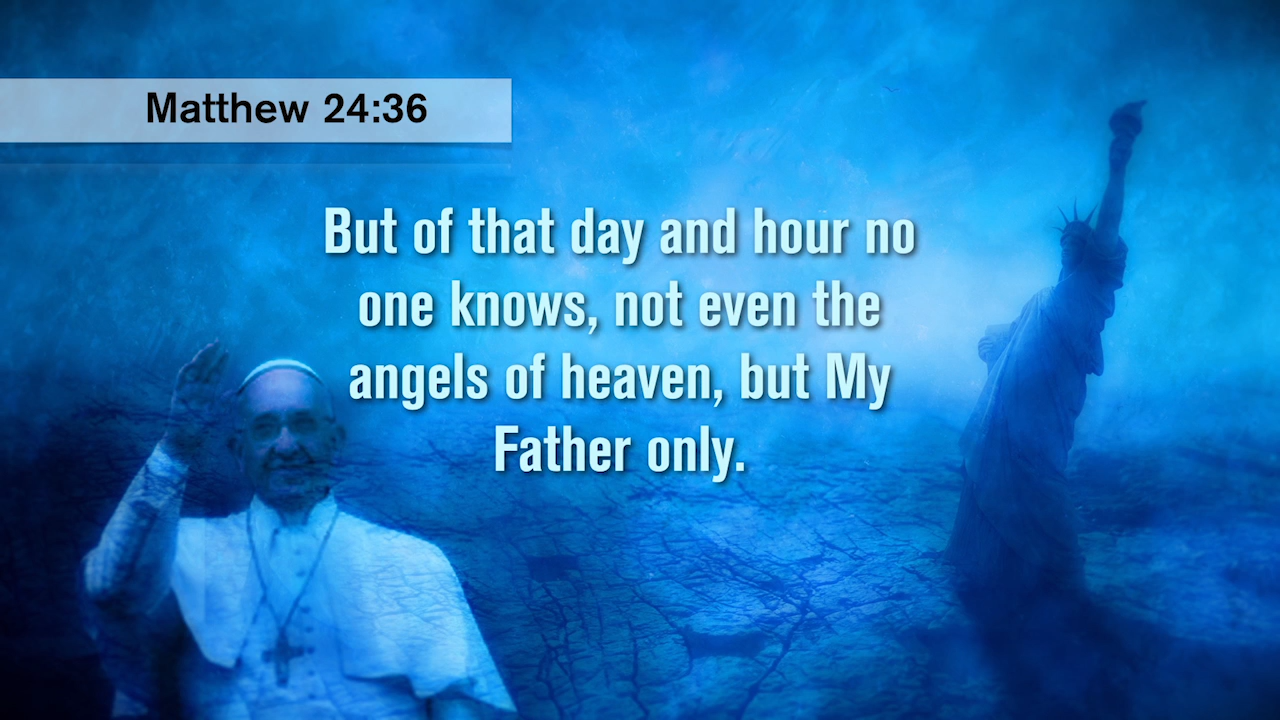 Matthew 24:36
But of that day and hour no
one knows, not even the
angels of heaven, but My
Father only.